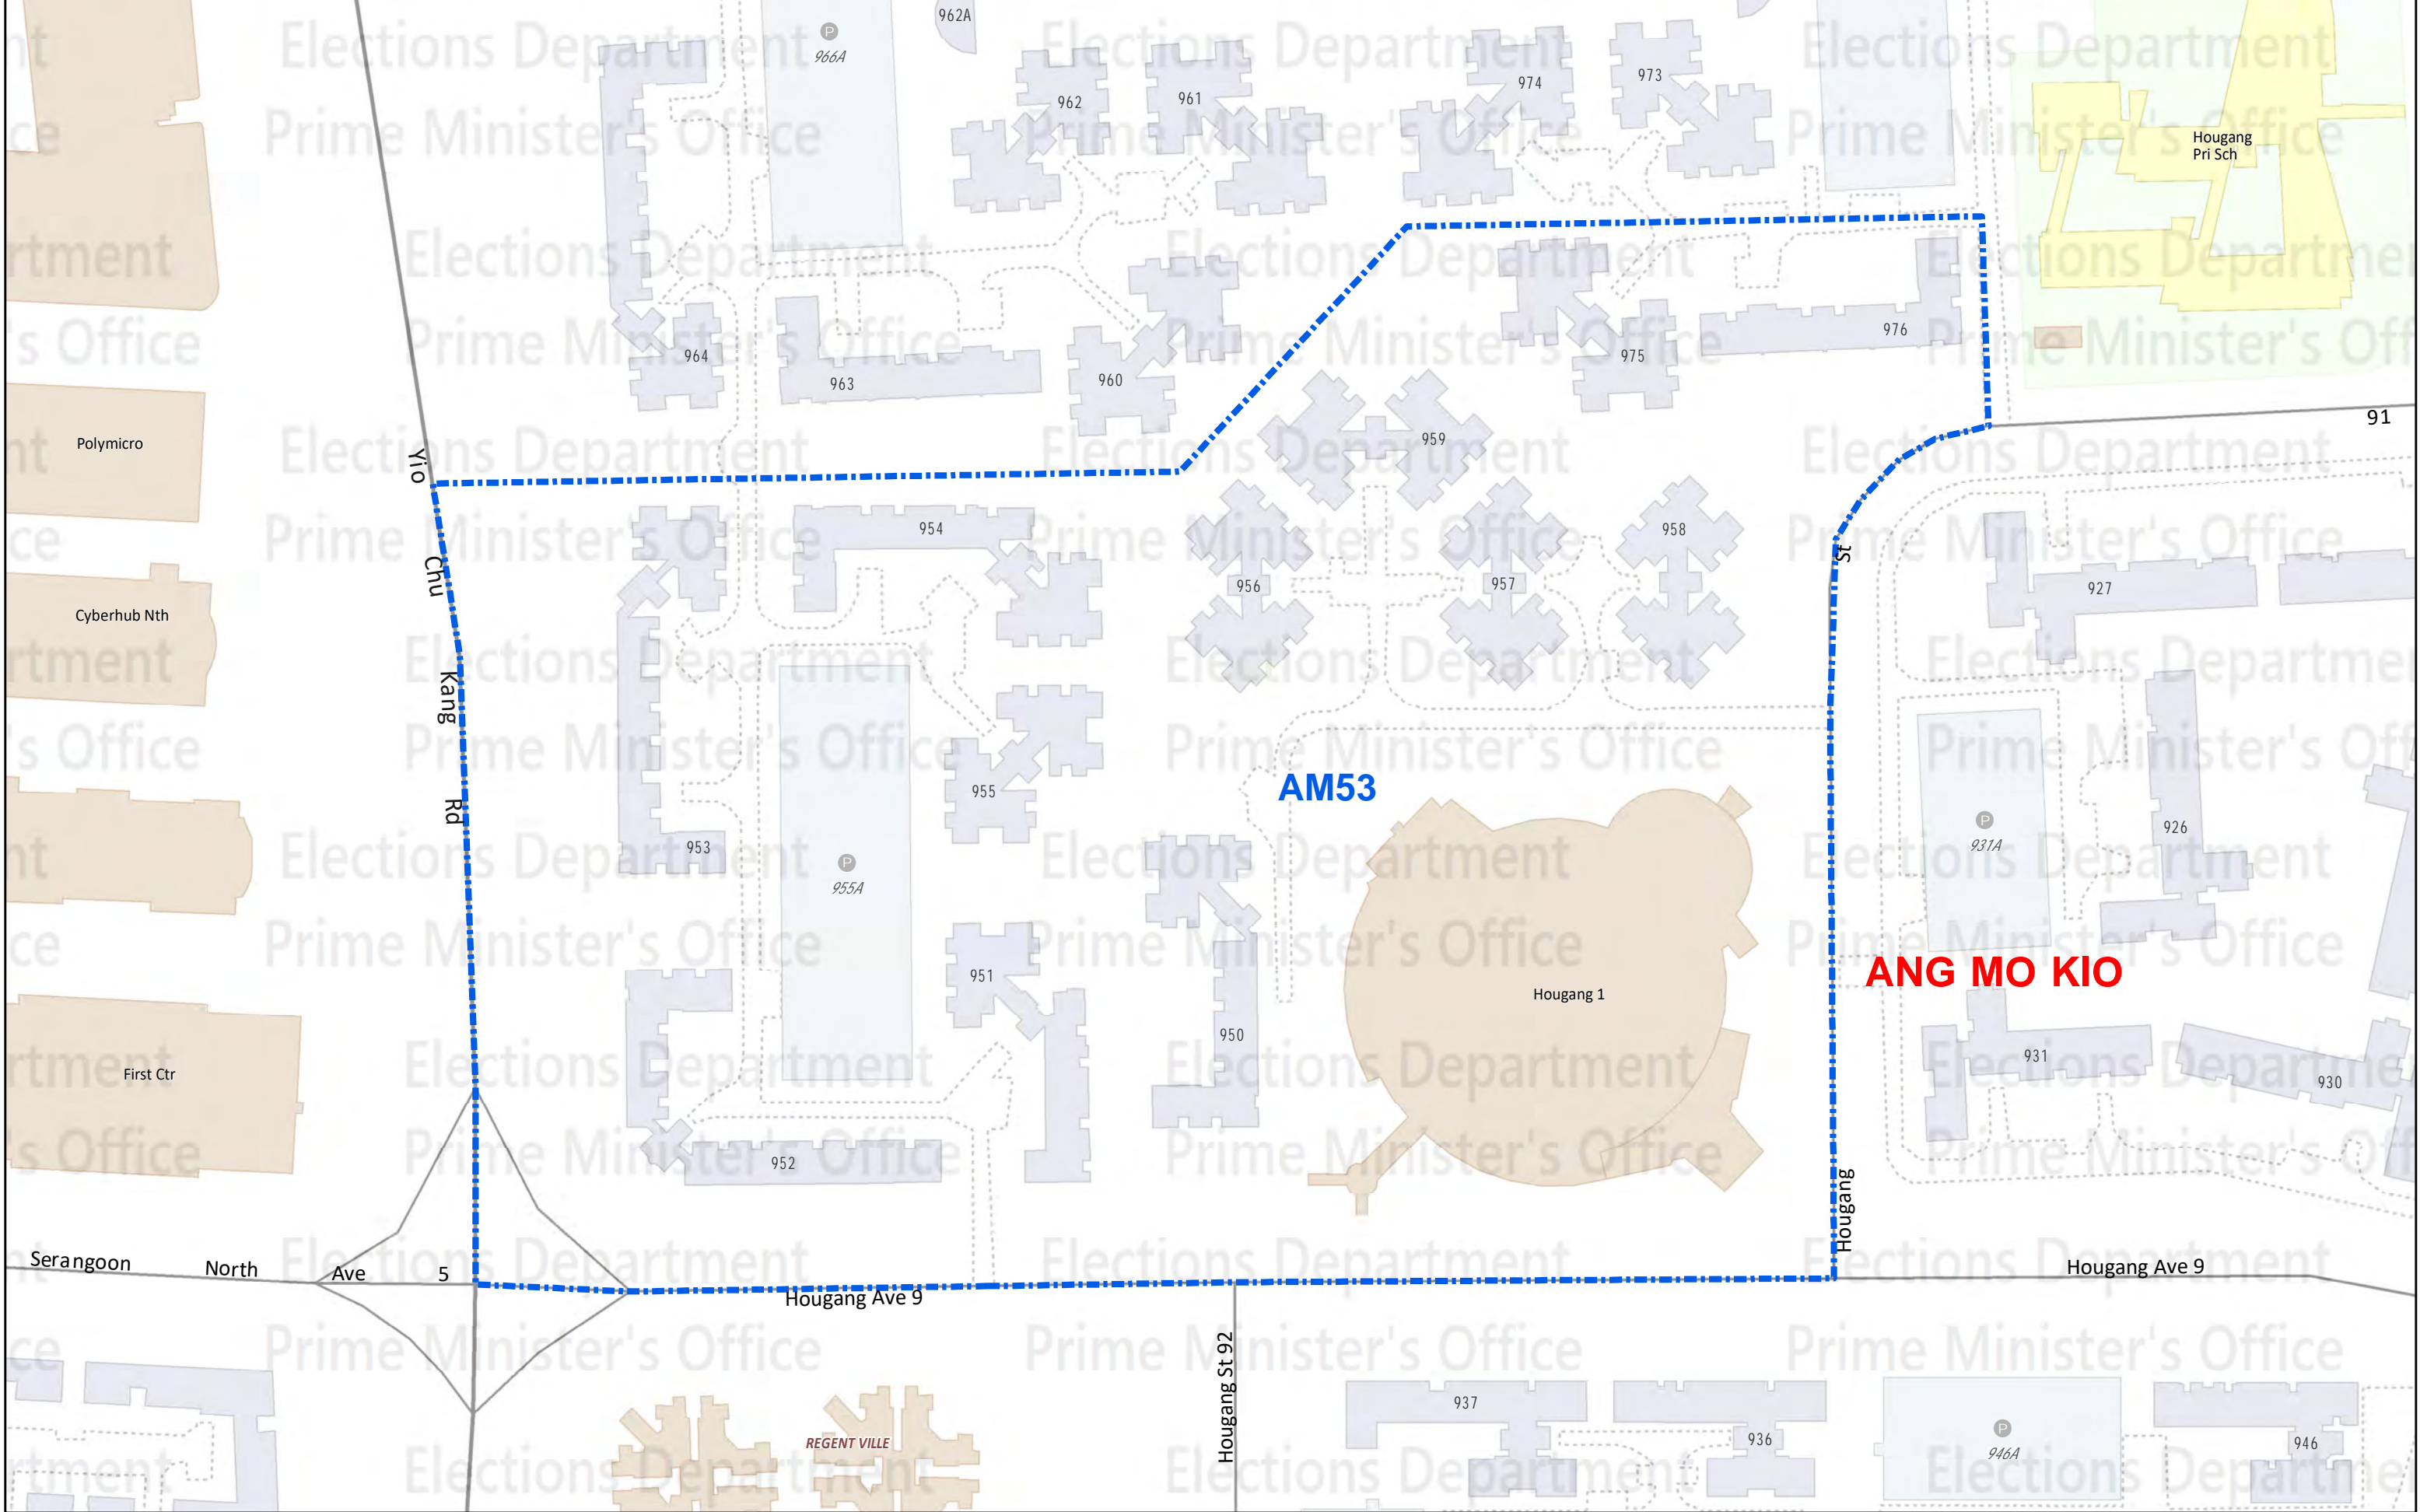 962A
P
966A
962
961
974
973
Hougang
Pri Sch
964
963
960
975
976
959
91
Polymicro
Yio
Chu
Kang
Rd
954
956
957
958
St
927
Cyberhub Nth
AM53
955
953
P
955A
P
931A
926
951
950
Hougang 1
ANG MO KIO
931
930
First Ctr
952
Hougang
Serangoon North Ave 5
Hougang Ave 9
Hougang Ave 9
Hougang St 92
937
936
P
946A
946
REGENT VILLE
Elections Department
Prime Minister's Office